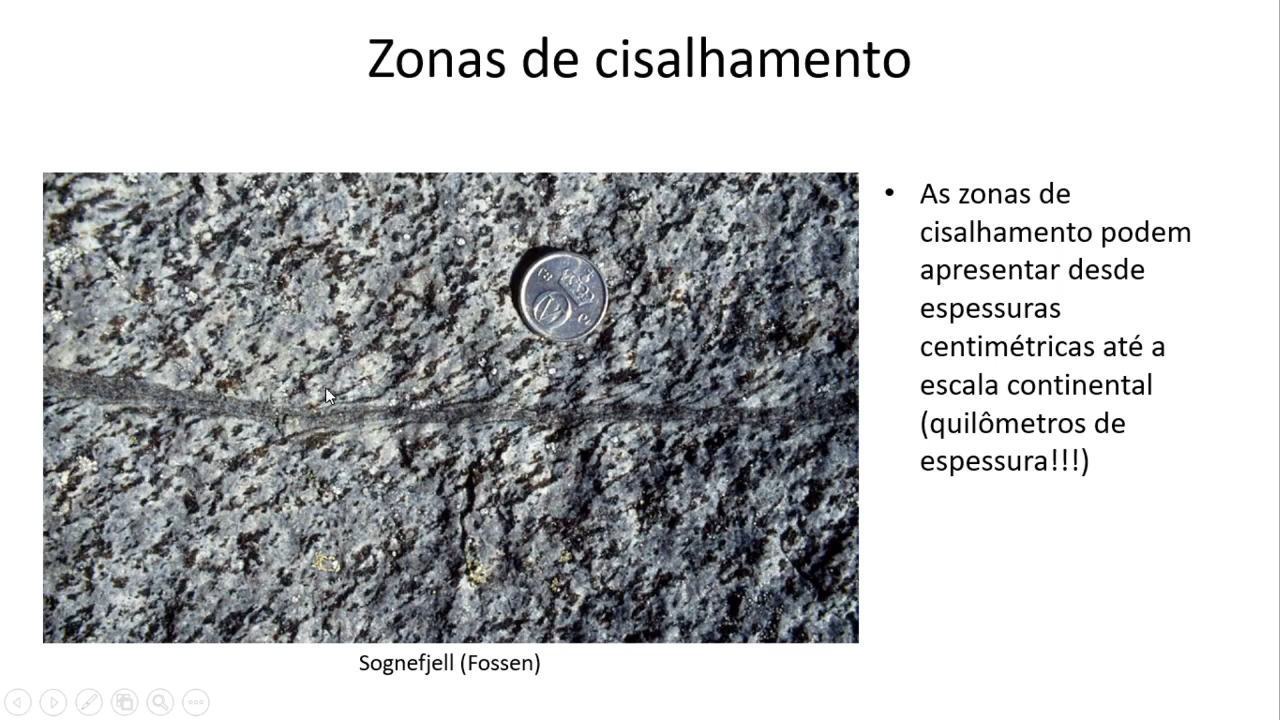 Zonas de cisalhamento
• As zonas de
cisalhamento podem
apresentar desde
espessuras
centimétricas até a
escala continental
(quilômetros de
espessura!!!)
Sognefjell (Fossen)